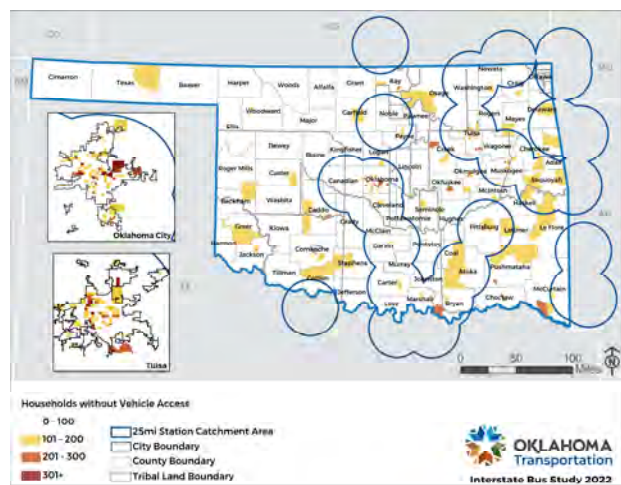 Cimarron
Texas
Beaver
Harper
Woods
Alfalfa
Grant
Kay
Osage
Washington
Nowata
Craig
Ottawa
Woodward
Major
Garfield
Noble
Pawnee
Rogers
Mayes
Delaware
Ellis
Payne
Tulsa
Dewey
Blaine
Kingfisher
Logan
Creek
Wagoner
Cherokee
Adair
Roger Mills
Custer
Canadian
Oklahoma
Lincoln
Okfuskee
Okmulgee
Muskogee
Sequoyah
McIntosh
Beckham
Washita
Caddo
Grady
Cleveland
Seminole
Pottawatomie
Hughes
Haskell
Greer
Kiowa
McClain
Pittsburg
Latimer
Le Flore
Harmon
Jackson
Comanche
Stephens
Garvin
Pontotoc
Coal
Murray
Atoka
Pushmataha
Tillman
Cotton
Jefferson
Carter
Johnston
McCurtain
Love
Marshall
Bryan
Choctaw
Oklahoma City
Tulsa
0 50 100
Miles
N
Households without Vehicle Access
0 - 100
101 - 200
201 - 300
301+
25mi Station Catchment Area
City Boundary
County Boundary
Tribal Land Boundary
OKLAHOMA
Transportation
Interstate Bus Study 2022